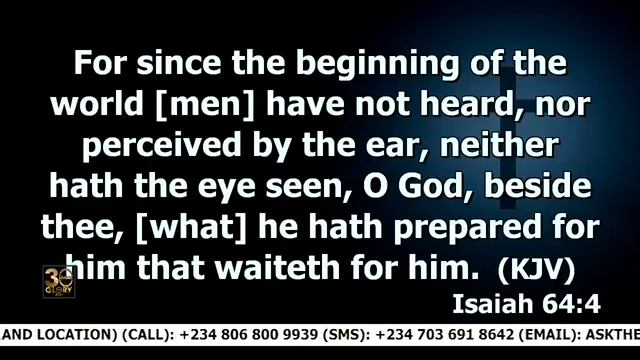 For since the beginning of the
world [men] have not heard, nor
perceived by the ear, neither
hath the eye seen, O God, beside
thee, [what] he hath prepared for
him that waiteth for him. (KJV)
Isaiah 64:4
30
GLORY
AND LOCATION) (CALL): +234 806 800 9939 (SMS): +234 703 691 8642 (EMAIL): ASKTHE